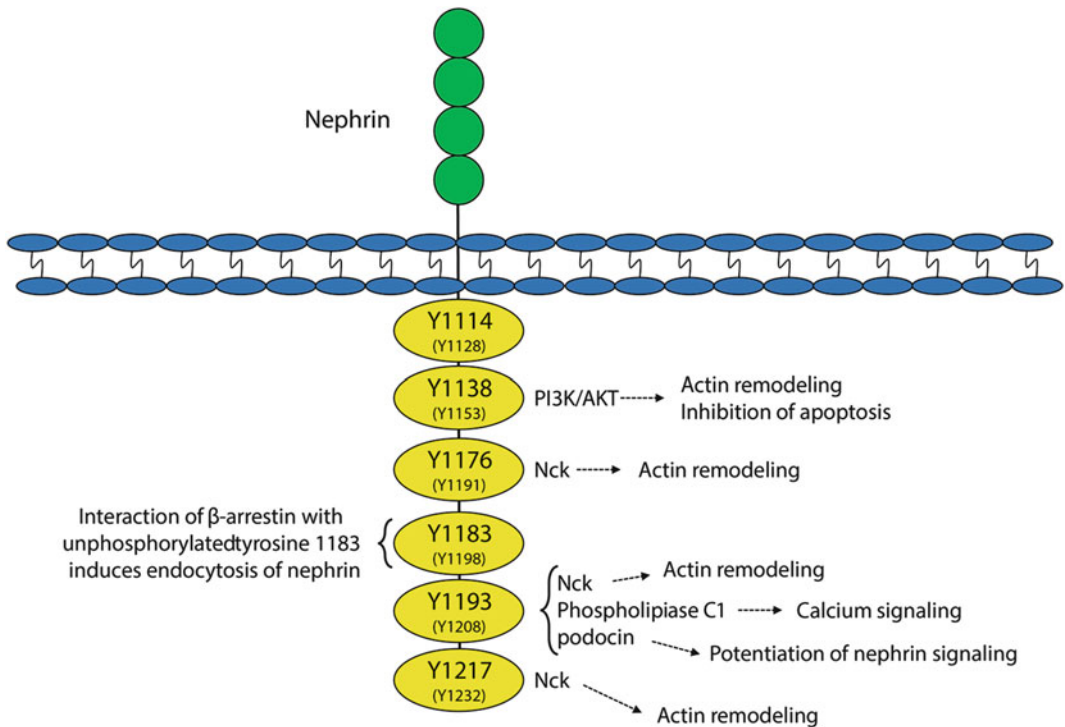 Nephrin
Y1114
(Y1128)
Y1138
(Y1153)
PI3K/AKT
Actin remodeling
Inhibition of apoptosis
Y1176
(Y1191)
Nck
Actin remodeling
Interaction of β-arrestin with
unphosphorylatedtyrosine 1183
induces endocytosis of nephrin
Y1183
(Y1198)
Y1193
(Y1208)
Nck
Actin remodeling
Phospholipiase C1
Calcium signaling
podocin
Potentiation of nephrin signaling
Y1217
(Y1232)
Nck
Actin remodeling